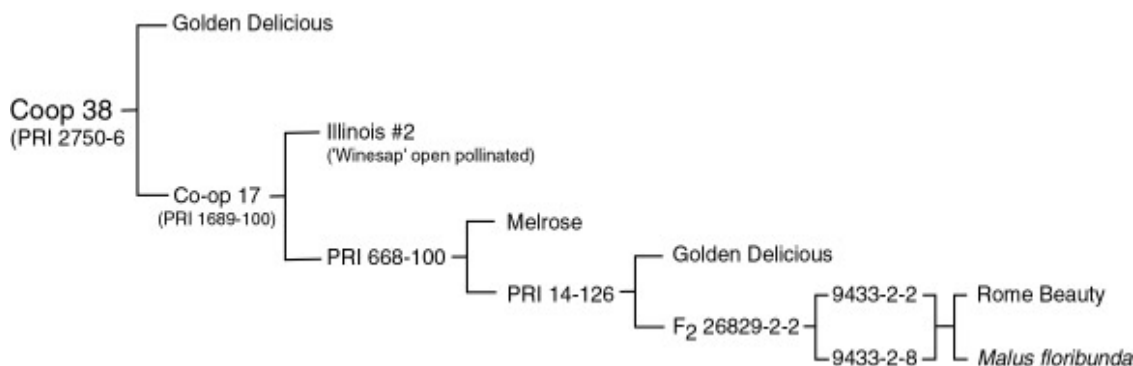 Golden Delicious
Coop 38
(PRI 2750-6
Illinois #2
('Winesap' open pollinated)
Co-op 17
(PRI 1689-100)
Melrose
PRI 668-100
Golden Delicious
PRI 14-126
9433-2-2
Rome Beauty
F2 26829-2-2
9433-2-8
Malus floribunda